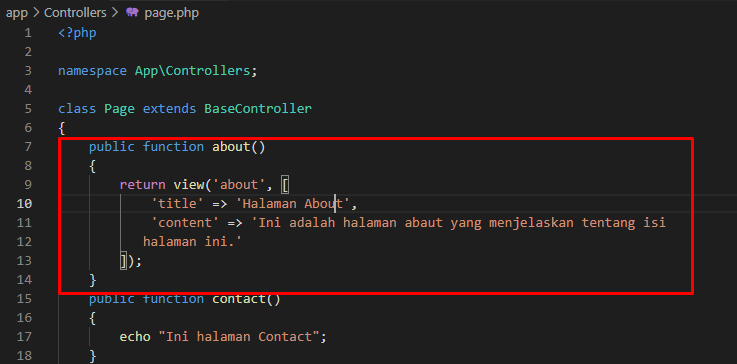 app > Controllers > page.php
1 <?php
2
3 namespace App\Controllers;
4
5 class Page extends BaseController
6 {
7 public function about()
8 {
9 return view('about', [
10 'title' => 'Halaman About',
11 'content' => 'Ini adalah halaman abaut yang menjelaskan tentang isi
12 halaman ini.'
13 ]);
14 }
15 public function contact()
16 {
17 echo "Ini halaman Contact";
18 }